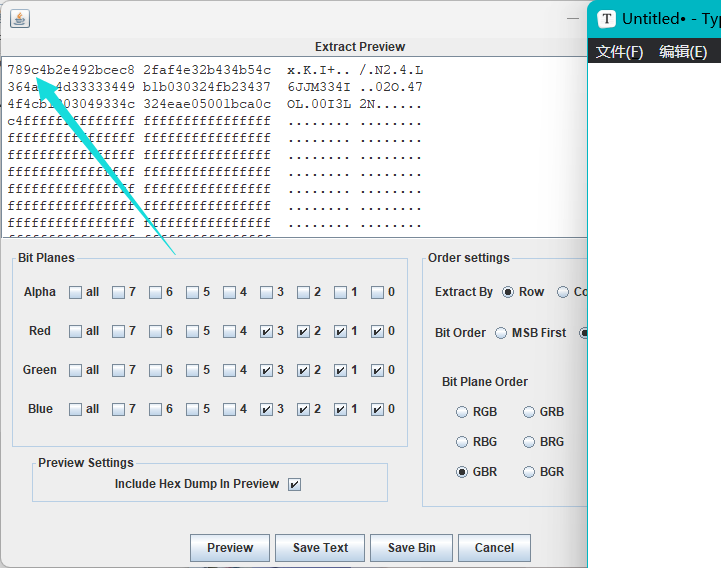 Untitled• - Typ
Extract Preview
文件(F) 编辑(E)
789c4b2e492bcec8 2faf4e32b434b54c x.K.I+.. /.N2.4.L
364a 4d33333449 b1b030324fb23437 6JJM334I ..02O.47
4f4cb 03049334c 324eae05001bca0c OL.00I3L 2N......
c4ffffffffffffff ffffffffffffffff ........ ........
ffffffffffffffff ffffffffffffffff ........ ........
ffffffffffffffff ffffffffffffffff ........ ........
ffffffffffffffff ffffffffffffffff ........ ........
ffffffffffffffff ffffffffffffffff ........ ........
ffffffffffffffff ffffffffffffffff ........ ........
ffffffffffffffff ffffffffffffffff ........ ........
Bit Planes
Alpha all 7 6 5 4 3 2 1 0
Red all 7 6 5 4 3 2 1 0
Green all 7 6 5 4 3 2 1 0
Blue all 7 6 5 4 3 2 1 0
Order settings
Extract By Row Co
Bit Order MSB First
Bit Plane Order
RGB GRB
RBG BRG
GBR BGR
Preview Settings
Include Hex Dump In Preview
Preview Save Text Save Bin Cancel